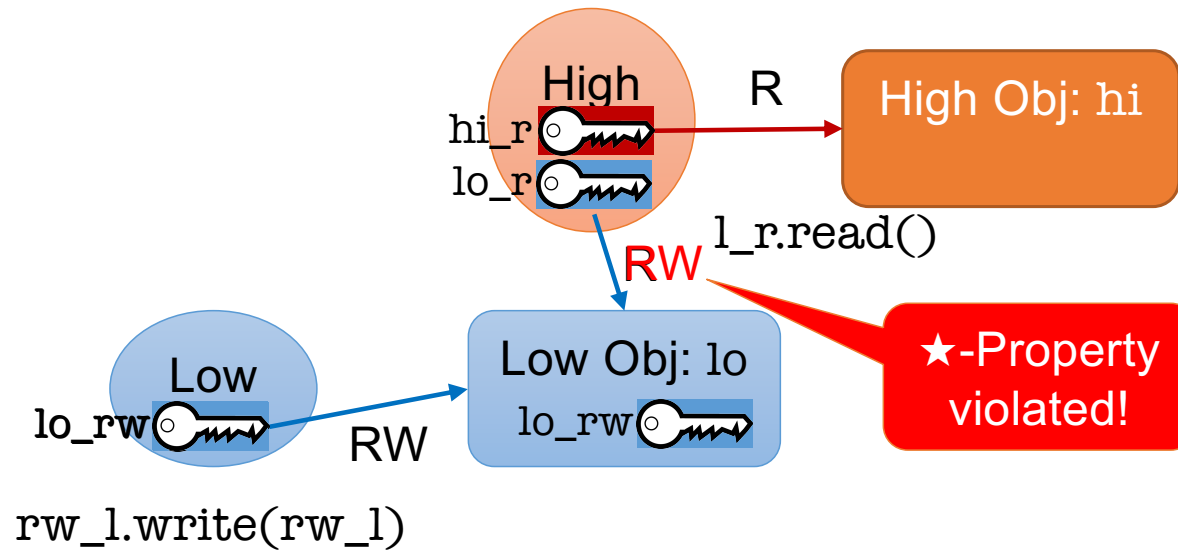 High
R
High Obj: hi
hi_r
lo_r
l_r.read()
RW
★-Property
violated!
Low
Low Obj: lo
lo_rw
lo_rw
RW
rw_l.write(rw_l)